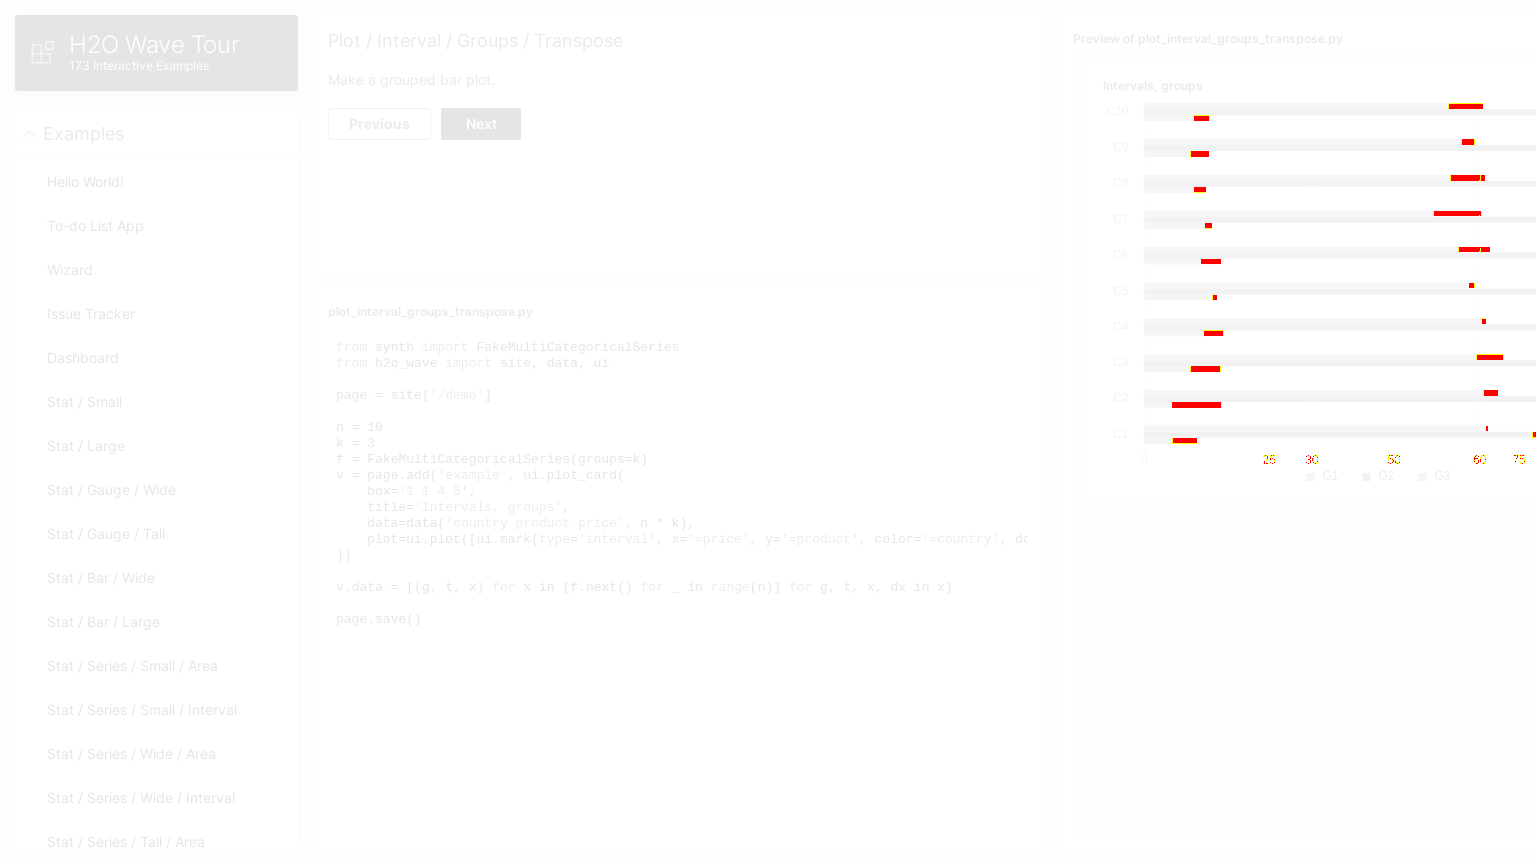 H2O Wave Tour
173 Interactive Examples
Examples
Hello World!
To-do List App
Wizard
Issue Tracker
Dashboard
Stat / Small
Stat / Large
Stat / Gauge / Wide
Stat / Gauge / Tall
Stat / Bar / Wide
Stat / Bar / Large
Stat / Series / Small / Area
Stat / Series / Small / Interval
Stat / Series / Wide / Area
Stat / Series / Wide / Interval
Stat / Series / Tall / Area
Plot / Interval / Groups / Transpose
Make a grouped bar plot.
Previous Next
plot_interval_groups_transpose.py
from synth import FakeMultiCategoricalSeries
from h2o_wave import site, data, ui
page = site['/demo']
n = 10
k = 3
f = FakeMultiCategoricalSeries(groups=k)
v = page.add('example', ui.plot_card(
    box='1 1 4 5',
    title='Intervals, groups',
    data=data('country product price', n * k),
    plot=ui.plot([ui.mark(type='interval', x='=price', y='=product', color='=country', do
))
v.data = [(g, t, x) for x in [f.next() for _ in range(n)] for g, t, x, dx in x]
page.save()
Preview of plot_interval_groups_transpose.py
Intervals, groups
C10
C9
C8
C7
C6
C5
C4
C3
C2
C1
0 25 30 50 60 75
G1 G2 G3